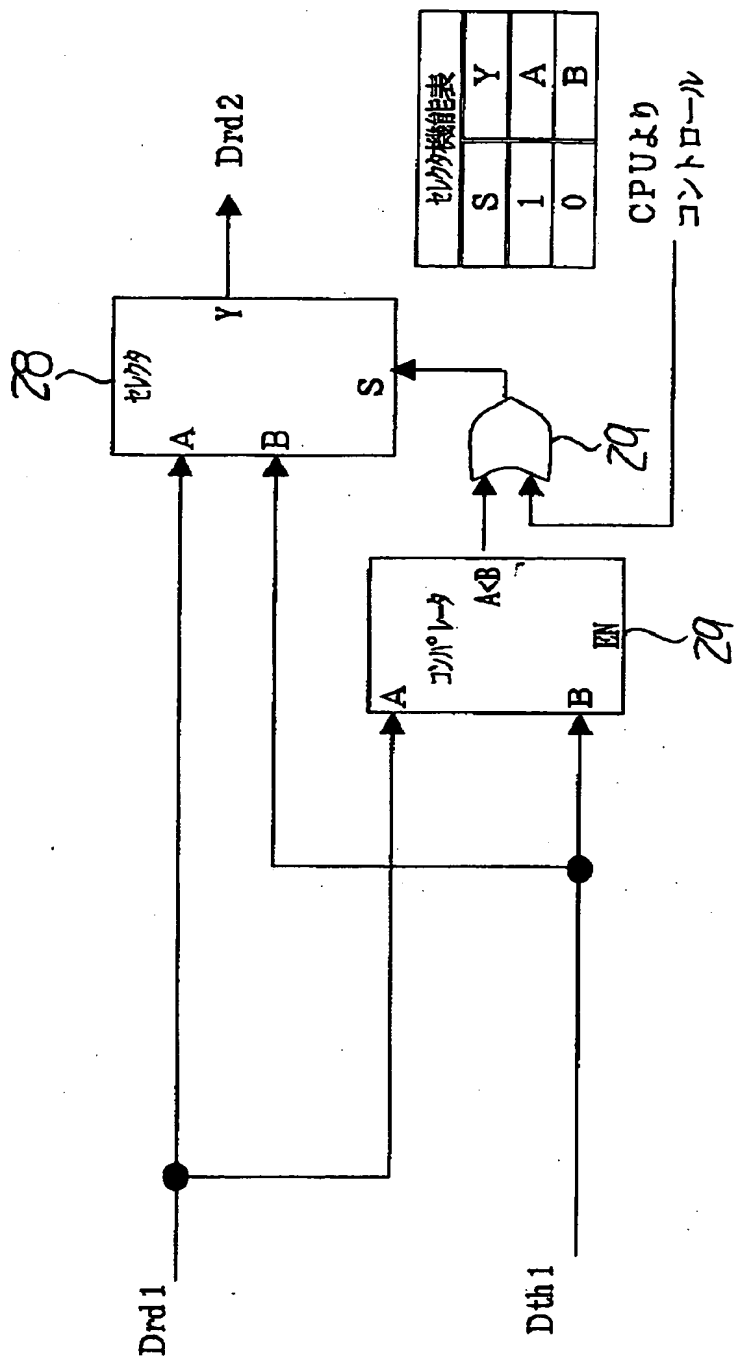 28
セレクタ
A
B
Y
S
Drd2
Drd1
Dth1
コンパレータ
A
B
A<B
EN
29
29
セレクタ機能表
S Y
1 A
0 B
CPUより
コントロール